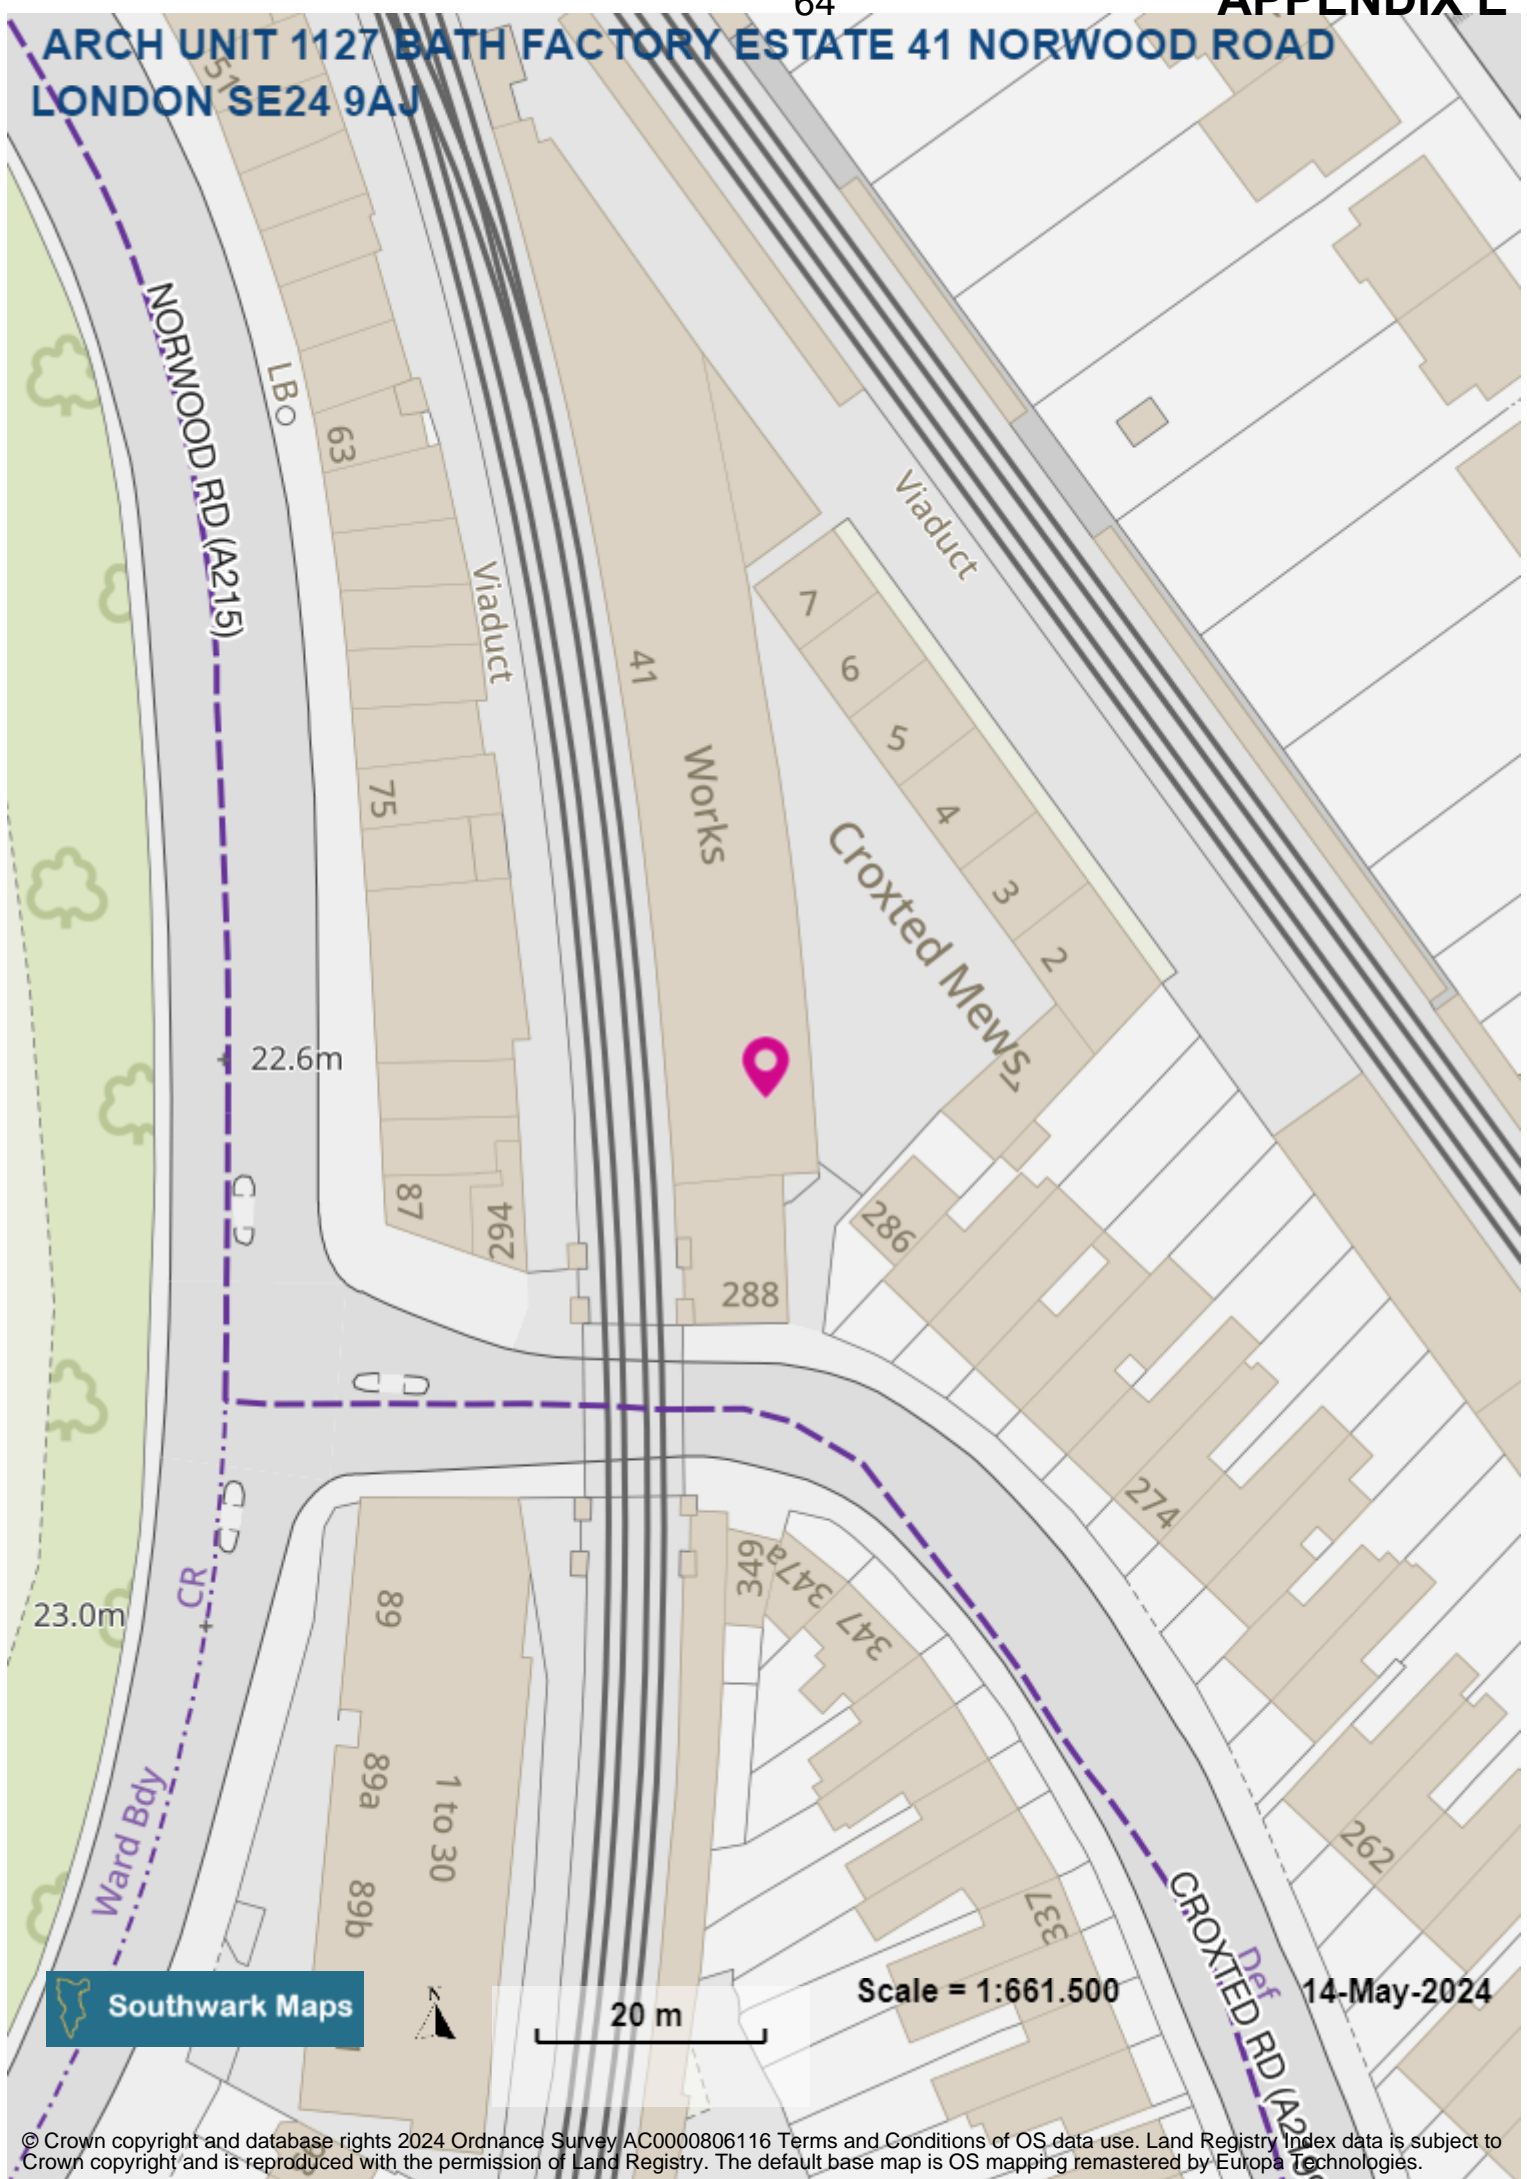 64
APPENDIX E
ARCH UNIT 1127 BATH FACTORY ESTATE 41 NORWOOD ROAD
LONDON SE24 9AJ
51
NORWOOD RD (A215)
LB
63
Viaduct
Viaduct
41
Works
7
6
5
4
3
2
Croxted Mews
75
22.6m
87
294
288
286
274
262
CR
23.0m
89
89a
89b
1 to 30
349
347a
347
337
Ward Bdy
Def
CROXTED RD (A2
Southwark Maps
N
20 m
Scale = 1:661.500
14-May-2024
© Crown copyright and database rights 2024 Ordnance Survey AC0000806116 Terms and Conditions of OS data use. Land Registry Index data is subject to
Crown copyright and is reproduced with the permission of Land Registry. The default base map is OS mapping remastered by Europa Technologies.